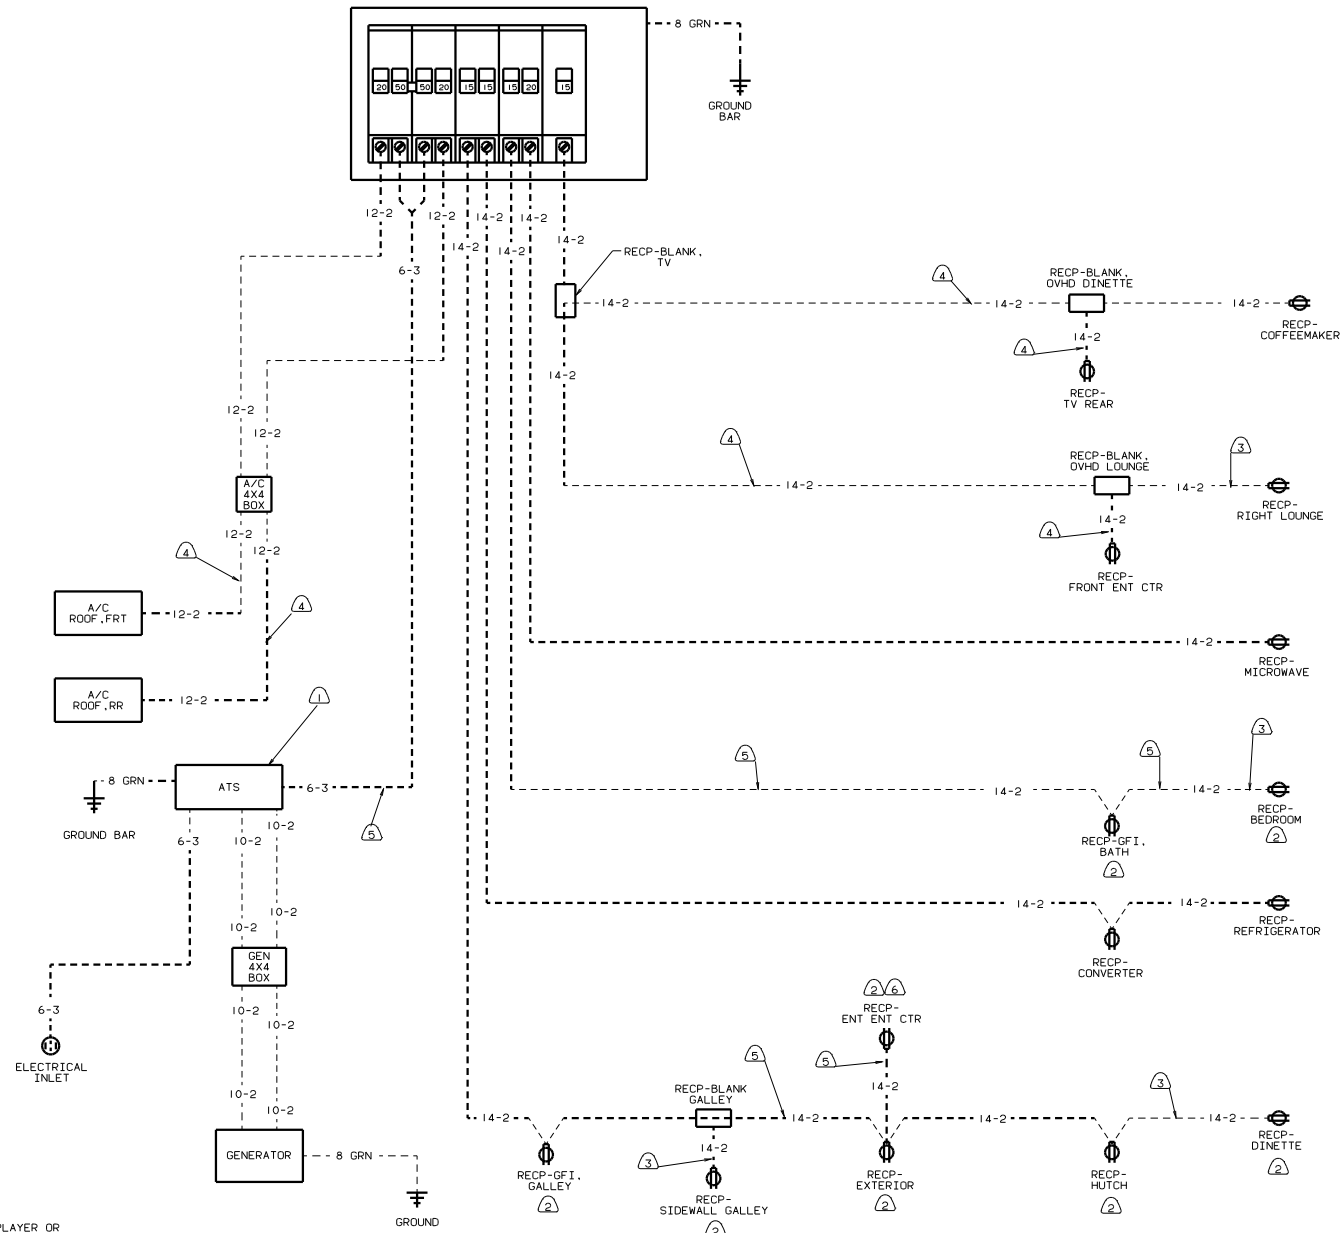 8 GRN
GROUND
BAR
20 50 50 20 15 15 15 20 15
12-2
12-2
14-2
14-2
14-2
14-2
14-2
6-3
RECP-BLANK,
TV
14-2
4
14-2
RECP-BLANK,
OVHD DINETTE
14-2
RECP-
COFFEEMAKER
14-2
4
RECP-
TV REAR
14-2
12-2
12-2
4
14-2
RECP-BLANK,
OVHD LOUNGE
3
14-2
RECP-
RIGHT LOUNGE
A/C
4X4
BOX
14-2
4
RECP-
FRONT ENT CTR
12-2
12-2
4
4
A/C
ROOF,FRT
12-2
14-2
RECP-
MICROWAVE
A/C
ROOF,RR
12-2
1
8 GRN
ATS
6-3
5
GROUND BAR
6-3
10-2
10-2
5
14-2
5
14-2
3
RECP-
BEDROOM
2
RECP-GFI,
BATH
2
10-2
10-2
14-2
14-2
RECP-
REFRIGERATOR
RECP-
CONVERTER
GEN
4X4
BOX
10-2
10-2
6-3
ELECTRICAL
INLET
2 6
RECP-
ENT ENT CTR
5
14-2
10-2
10-2
14-2
RECP-BLANK
GALLEY
5
14-2
14-2
3
14-2
RECP-
DINETTE
2
14-2
3
RECP-GFI,
GALLEY
2
RECP-
SIDEWALL GALLEY
2
RECP-
EXTERIOR
2
RECP-
HUTCH
2
GENERATOR
8 GRN
GROUND
PLAYER OR